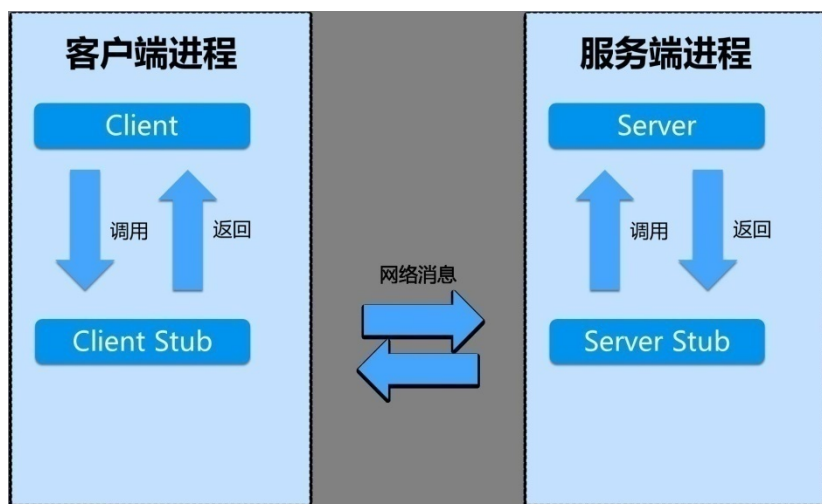 客户端进程
服务端进程
Client
Server
调用
返回
调用
返回
网络消息
Client Stub
Server Stub